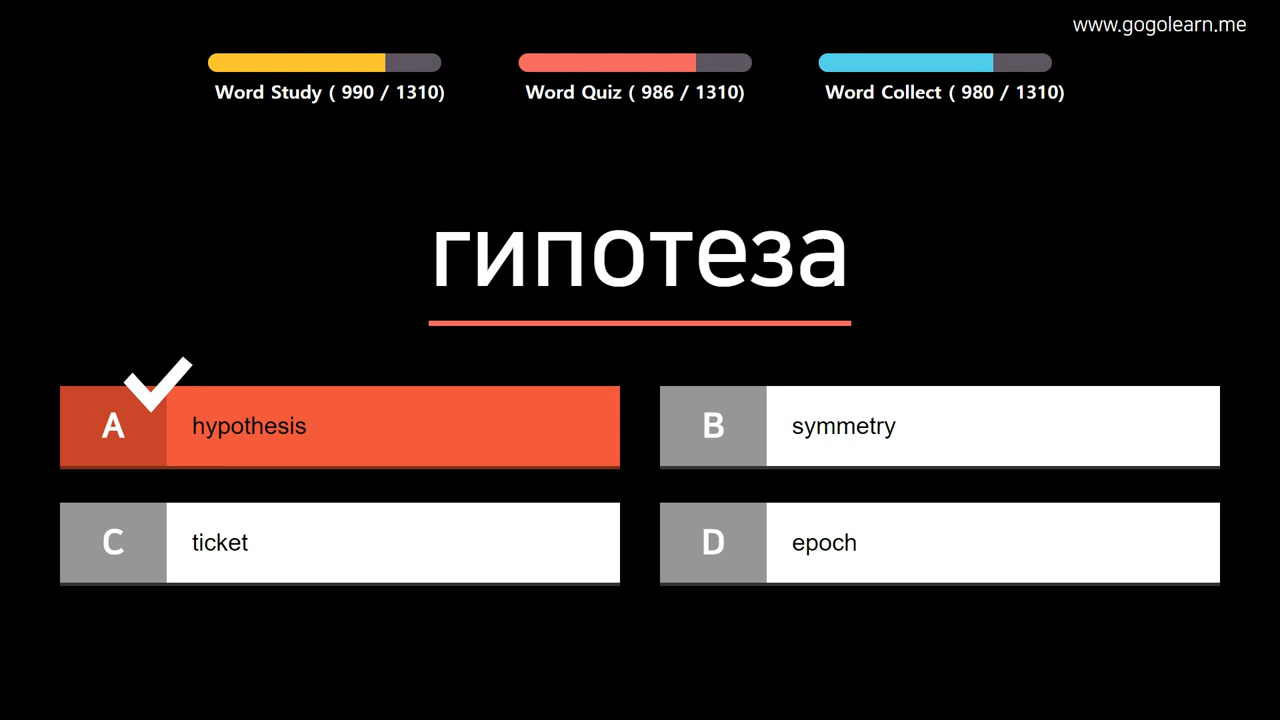 www.gogolearn.me
Word Study ( 990 / 1310)
Word Quiz ( 986 / 1310)
Word Collect ( 980 / 1310)
гипотеза
A hypothesis
B symmetry
C ticket
D epoch